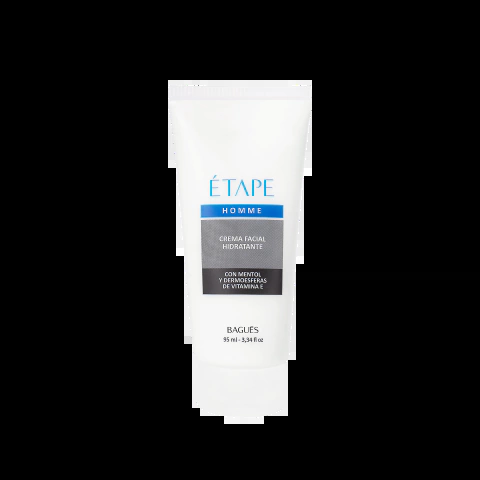 ÉTAPE
HOMME
CREMA FACIAL
HIDRATANTE
CON MENTOL
Y DERMOESFERAS
DE VITAMINA E
BAGUÉS
95 ml - 3,34 fl oz